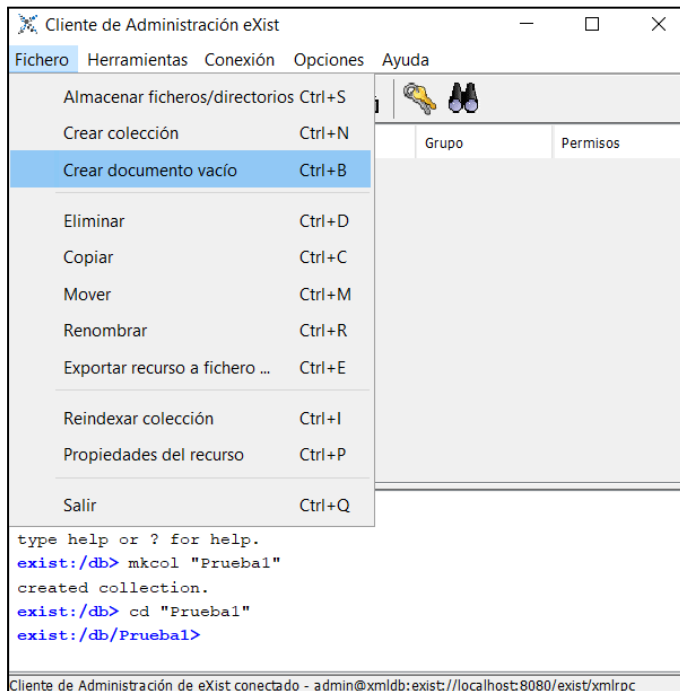 Cliente de Administración eXist
Fichero Herramientas Conexión Opciones Ayuda
Almacenar ficheros/directorios Ctrl+S
Crear colección Ctrl+N
Grupo Permisos
Crear documento vacío Ctrl+B
Eliminar Ctrl+D
Copiar Ctrl+C
Mover Ctrl+M
Renombrar Ctrl+R
Exportar recurso a fichero ... Ctrl+E
Reindexar colección Ctrl+I
Propiedades del recurso Ctrl+P
Salir Ctrl+Q
type help or ? for help.
exist:/db> mkcol "Prueba1"
created collection.
exist:/db> cd "Prueba1"
exist:/db/Prueba1>
Cliente de Administración de eXist conectado - admin@xmldb:exist://localhost:8080/exist/xmlrpc